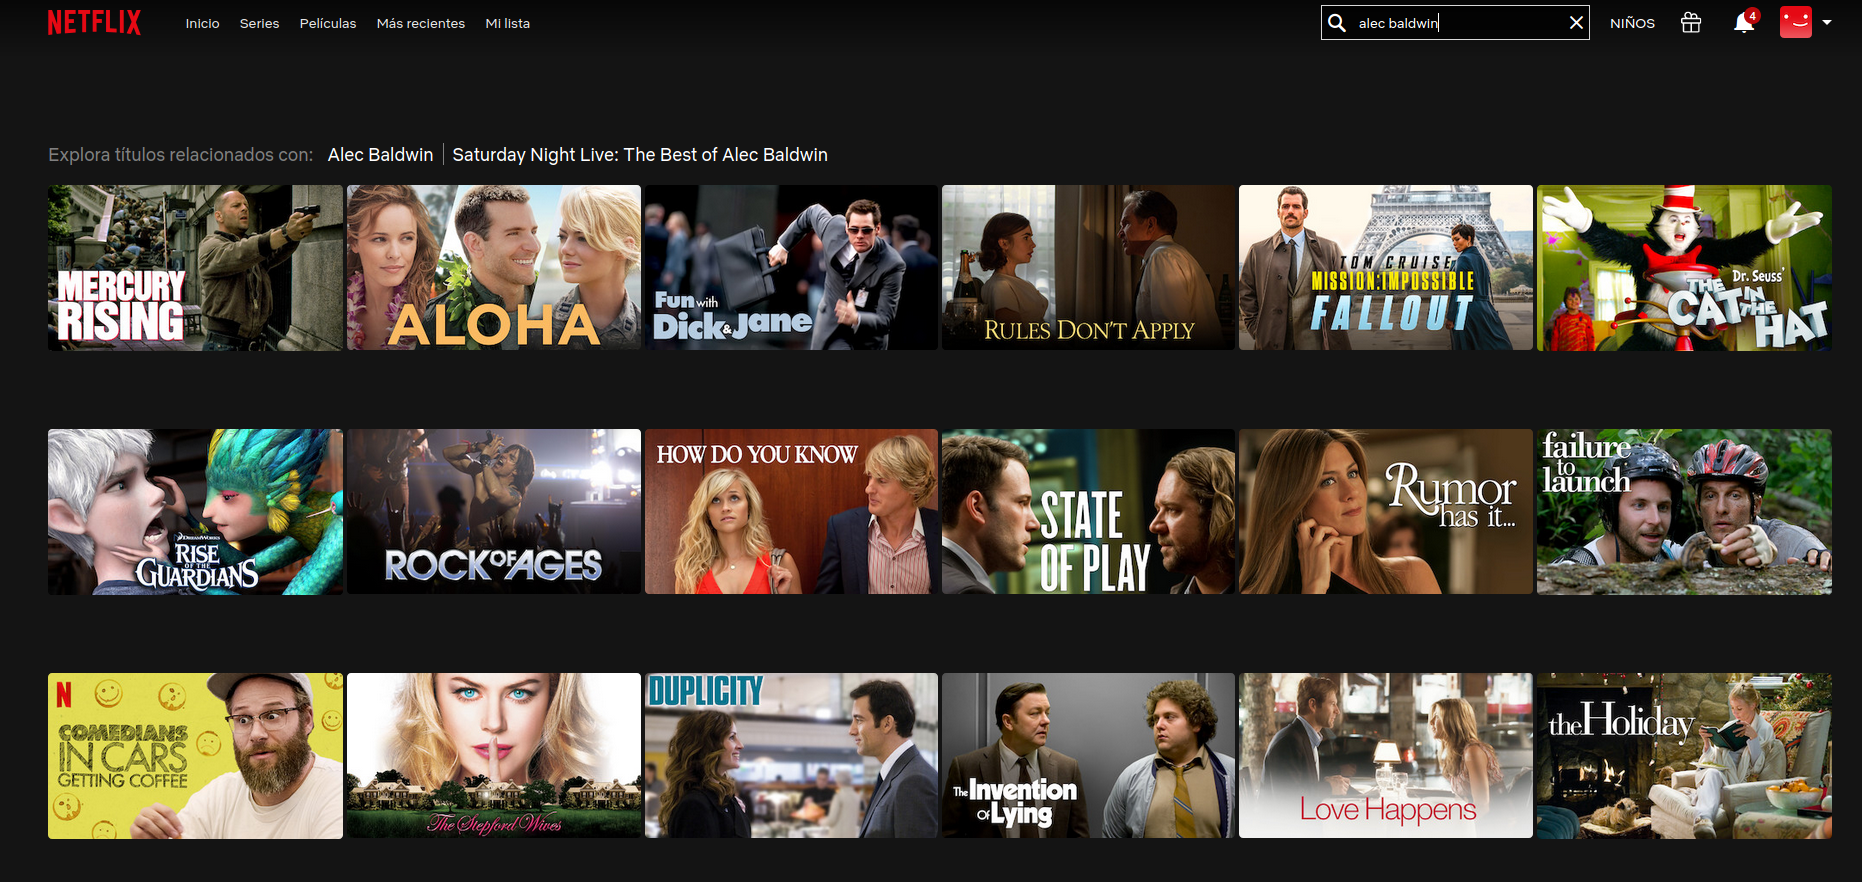 NETFLIX Inicio Series Películas Más recientes Mi lista alec baldwin NIÑOS 4
Explora títulos relacionados con: Alec Baldwin Saturday Night Live: The Best of Alec Baldwin
MERCURY
RISING
ALOHA
Fun with
Dick & Jane
RULES DON'T APPLY
TOM CRUISE
MISSION:IMPOSSIBLE
FALLOUT
Dr. Seuss'
THE
CAT IN THE
HAT
DREAMWORKS
RISE
OF THE
GUARDIANS
ROCK OF AGES
HOW DO YOU KNOW
STATE
OF PLAY
Rumor
has it...
failure
to
launch
N
COMEDIANS
IN CARS
GETTING COFFEE
The Stepford Wives
DUPLICITY
The Invention
OF Lying
Love Happens
the Holiday